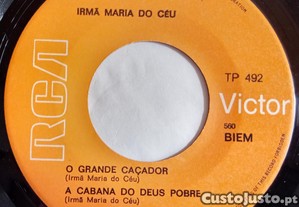 IRMÃ MARIA DO CÉU
RCA
TP 492
Victor
560
BIEM
O GRANDE CAÇADOR
(Irmã Maria do Céu)
A CABANA DO DEUS POBRE
(Irmã Maria do Céu)
CustoJusto.pt